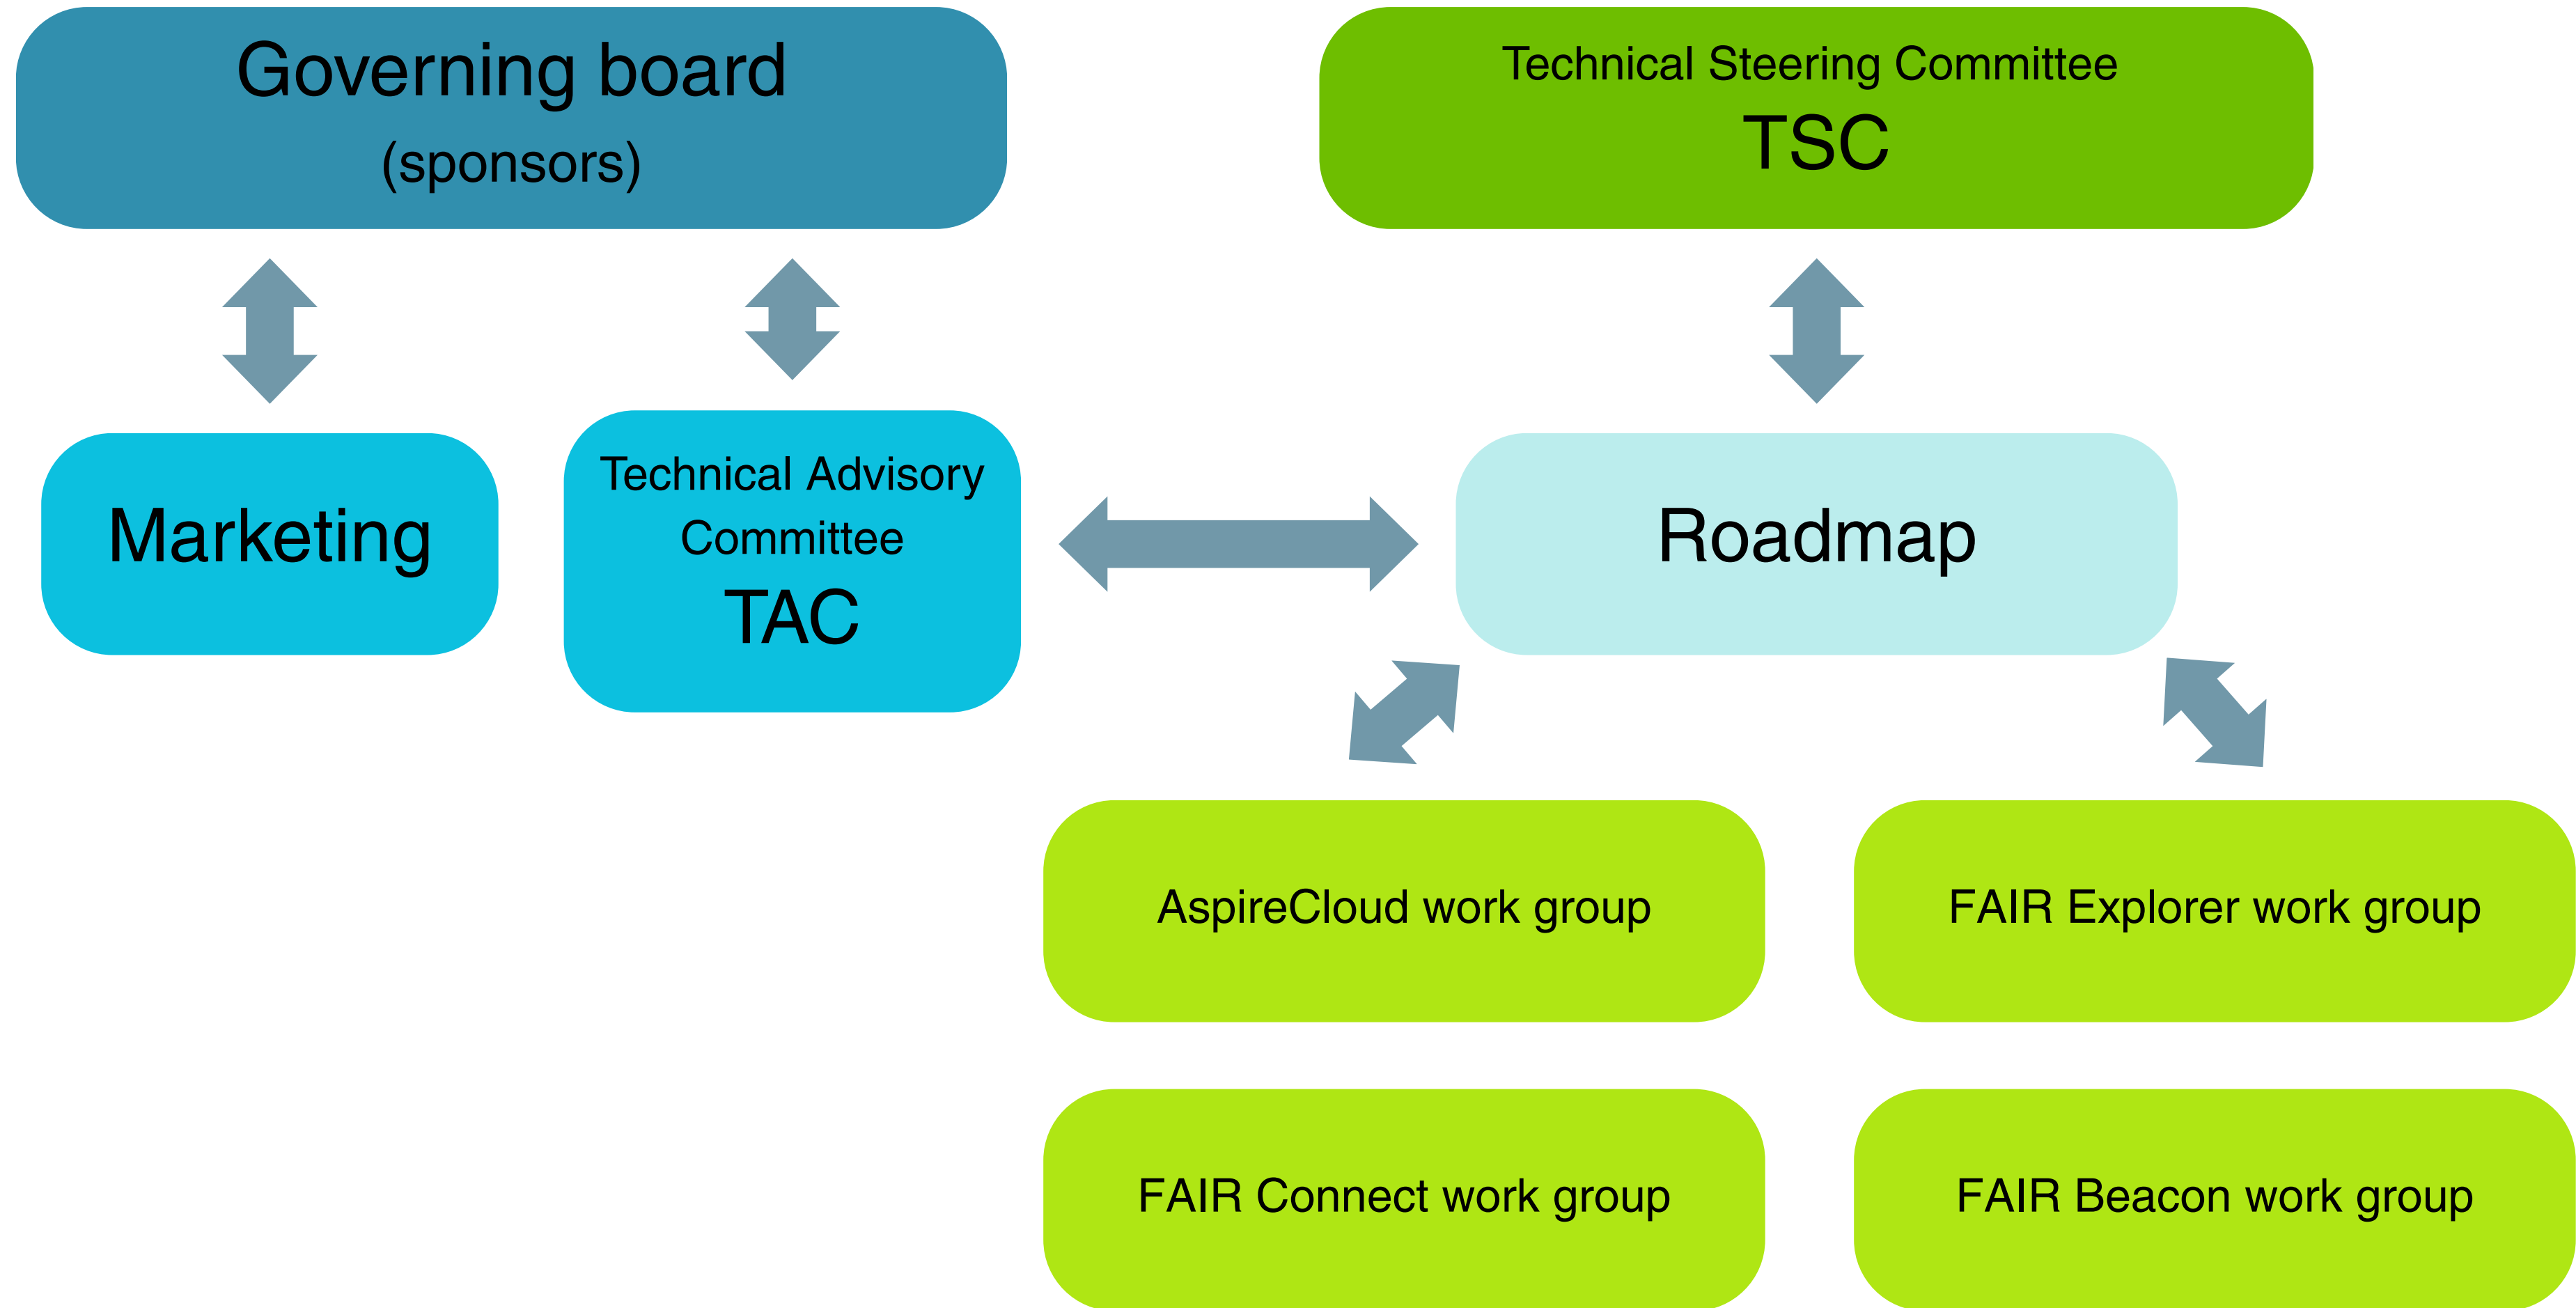 Governing board
(sponsors)
Technical Steering Committee
TSC
Marketing
Technical Advisory
Committee
TAC
Roadmap
AspireCloud work group
FAIR Explorer work group
FAIR Connect work group
FAIR Beacon work group